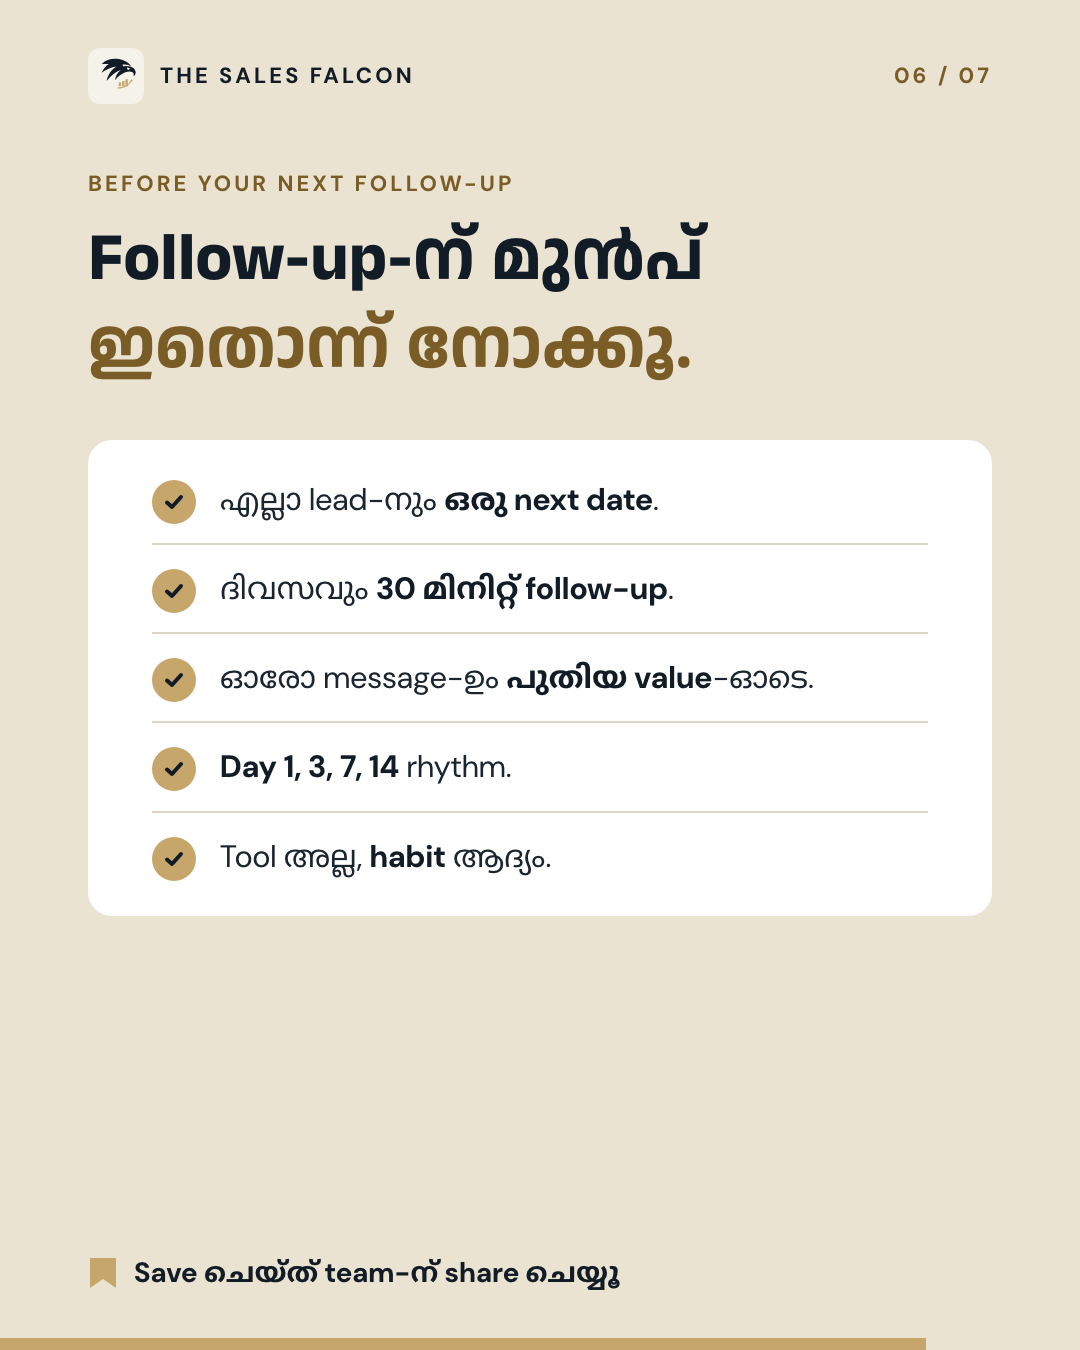 THE SALES FALCON
06 / 07
BEFORE YOUR NEXT FOLLOW-UP
Follow-up-ന് മുൻപ്
ഇതൊന്ന് നോക്കൂ.
എല്ലാ lead-നും ഒരു next date.
ദിവസവും 30 മിനിറ്റ് follow-up.
ഓരോ message-ഉം പുതിയ value-ഓടെ.
Day 1, 3, 7, 14 rhythm.
Tool അല്ല, habit ആദ്യം.
Save ചെയ്ത് team-ന് share ചെയ്യൂ